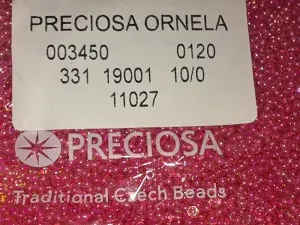 PRECIOSA ORNELA
003450 0120
331 19001 10/0
11027
PRECIOSA
Traditional Czech Beads